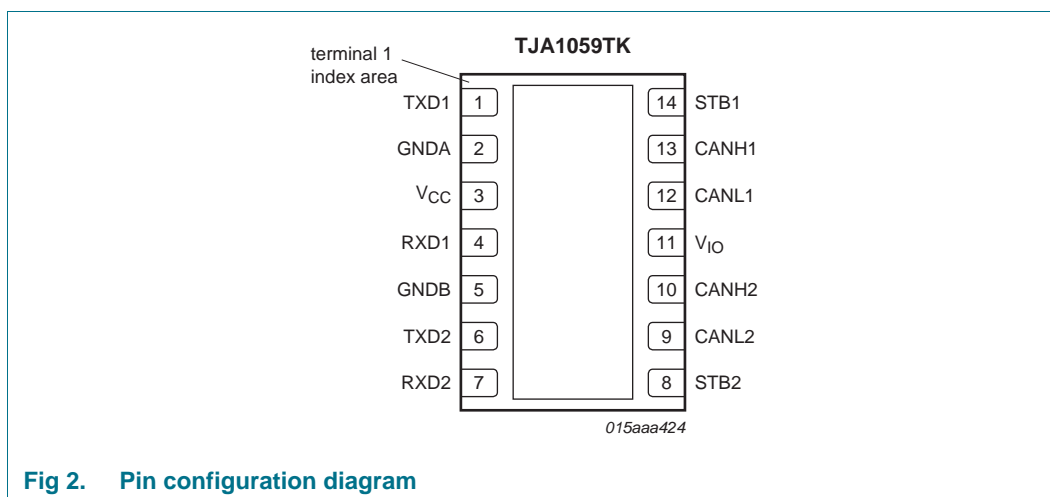 TJA1059TK
terminal 1
index area
TXD1 1 14 STB1
GNDA 2 13 CANH1
VCC 3 12 CANL1
RXD1 4 11 VIO
GNDB 5 10 CANH2
TXD2 6 9 CANL2
RXD2 7 8 STB2
015aaa424
Fig 2. Pin configuration diagram